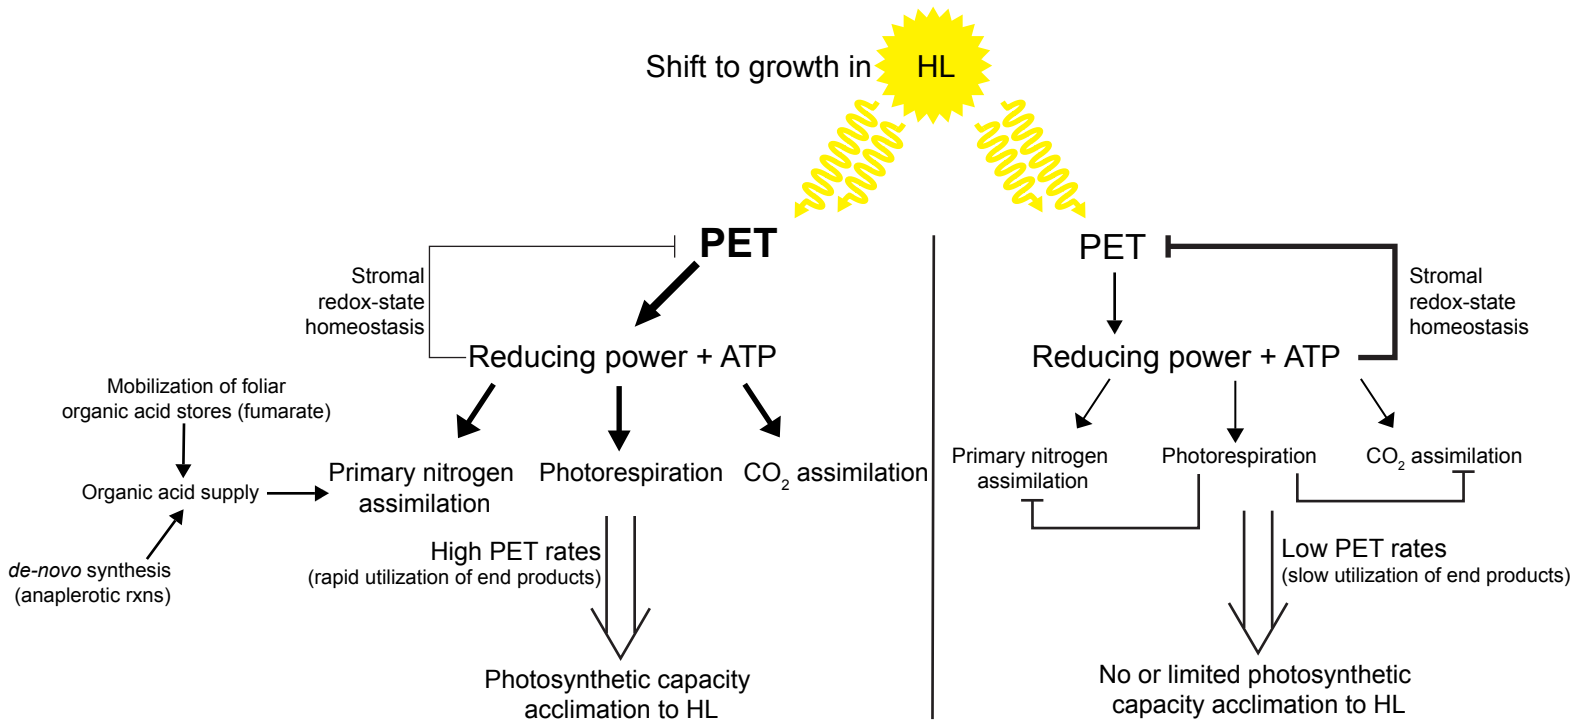 Shift to growth in HL
PET
Stromal
redox-state
homeostasis
Reducing power + ATP
Mobilization of foliar
organic acid stores (fumarate)
Organic acid supply
de-novo synthesis
(anaplerotic rxns)
Primary nitrogen
assimilation
Photorespiration
CO2 assimilation
High PET rates
(rapid utilization of end products)
Photosynthetic capacity
acclimation to HL
PET
Stromal
redox-state
homeostasis
Reducing power + ATP
Primary nitrogen
assimilation
Photorespiration
CO2 assimilation
Low PET rates
(slow utilization of end products)
No or limited photosynthetic
capacity acclimation to HL